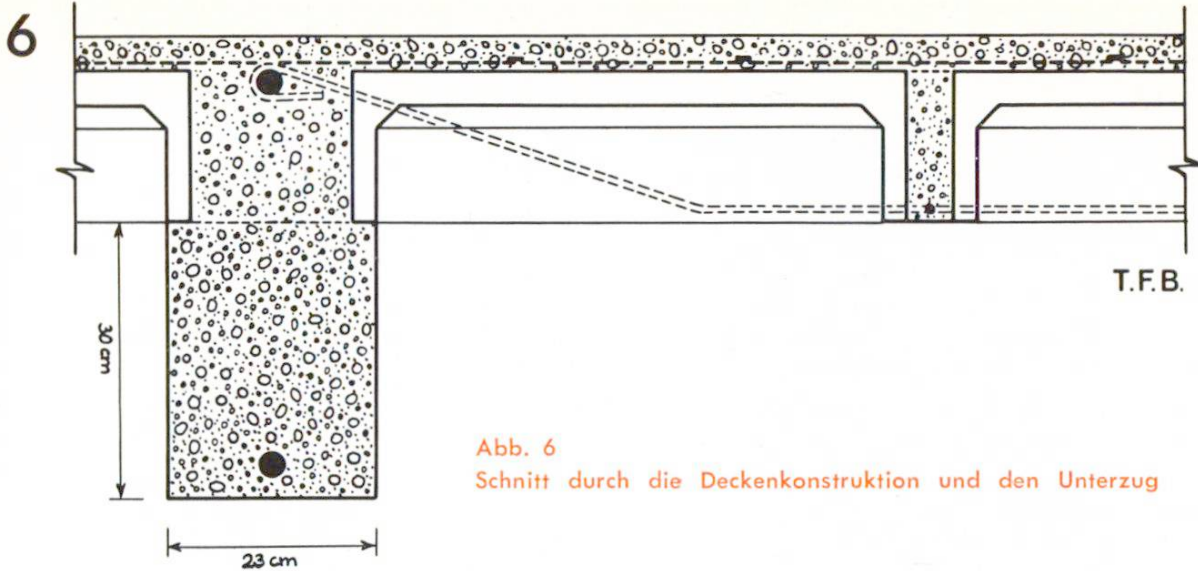 6
T.F.B.
30 cm
Abb. 6
Schnitt durch die Deckenkonstruktion und den Unterzug
23 cm